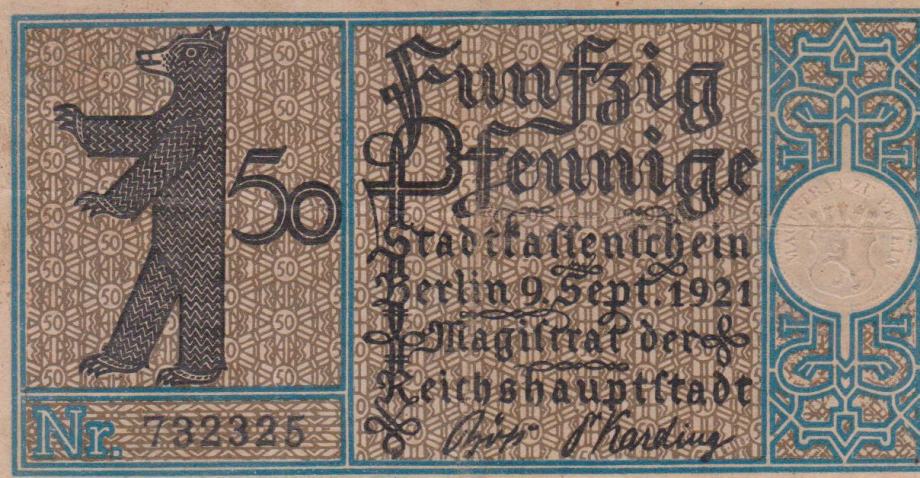 50
Fünfzig
Pfennige
Stadtkassenschein
Berlin 9. Sept. 1921
Magistrat der
Reichshauptstadt
Nr. 732325